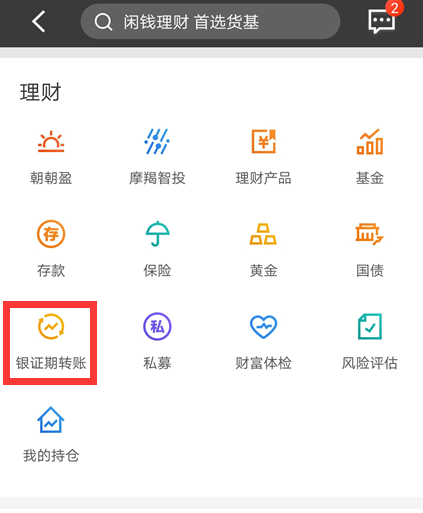 闲钱理财 首选货基
2
理财
朝朝盈
摩羯智投
理财产品
基金
存
存款
保险
黄金
国债
银证期转账
私
私募
财富体检
风险评估
我的持仓